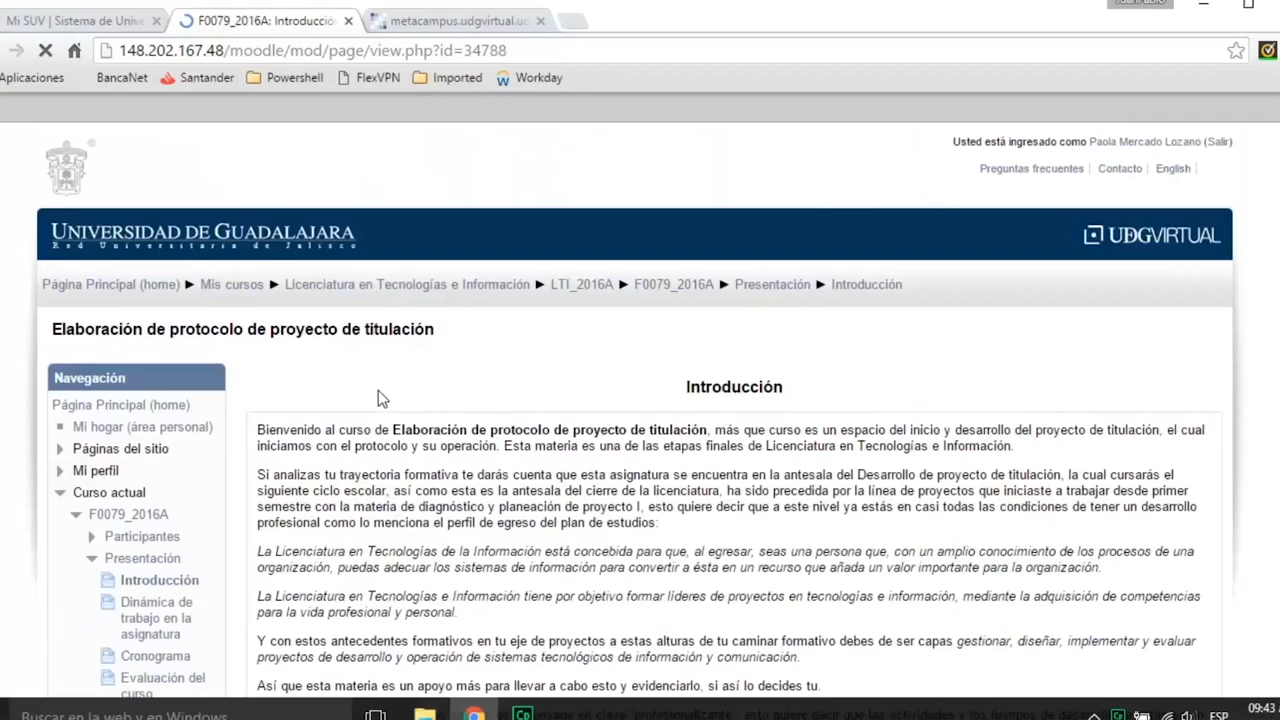 Mi SUV | Sistema de Unive
F0079_2016A: Introducció
metacampus.udgvirtual.ud
148.202.167.48/moodle/mod/page/view.php?id=34788
Aplicaciones BancaNet Santander Powershell FlexVPN Imported Workday
Usted está ingresado como Paola Mercado Lozano (Salir)
Preguntas frecuentes Contacto English
UNIVERSIDAD DE GUADALAJARA
Red Universitaria de Jalisco
UDGVIRTUAL
Página Principal (home) ► Mis cursos ► Licenciatura en Tecnologías e Información ► LTI_2016A ► F0079_2016A ► Presentación ► Introducción
Elaboración de protocolo de proyecto de titulación
Navegación
Página Principal (home)
Mi hogar (área personal)
Páginas del sitio
Mi perfil
Curso actual
F0079_2016A
Participantes
Presentación
Introducción
Dinámica de
trabajo en la
asignatura
Cronograma
Evaluación del
curso
Introducción
Bienvenido al curso de Elaboración de protocolo de proyecto de titulación, más que curso es un espacio del inicio y desarrollo del proyecto de titulación, el cual
iniciamos con el protocolo y su operación. Esta materia es una de las etapas finales de Licenciatura en Tecnologías e Información.
Si analizas tu trayectoria formativa te darás cuenta que esta asignatura se encuentra en la antesala del Desarrollo de proyecto de titulación, la cual cursarás el
siguiente ciclo escolar, así como esta es la antesala del cierre de la licenciatura, ha sido precedida por la línea de proyectos que iniciaste a trabajar desde primer
semestre con la materia de diagnóstico y planeación de proyecto I, esto quiere decir que a este nivel ya estás en casi todas las condiciones de tener un desarrollo
profesional como lo menciona el perfil de egreso del plan de estudios:
La Licenciatura en Tecnologías de la Información está concebida para que, al egresar, seas una persona que, con un amplio conocimiento de los procesos de una
organización, puedas adecuar los sistemas de información para convertir a ésta en un recurso que añada un valor importante para la organización.
La Licenciatura en Tecnologías e Información tiene por objetivo formar líderes de proyectos en tecnologías e información, mediante la adquisición de competencias
para la vida profesional y personal.
Y con estos antecedentes formativos en tu eje de proyectos a estas alturas de tu caminar formativo debes de ser capas gestionar, diseñar, implementar y evaluar
proyectos de desarrollo y operación de sistemas tecnológicos de información y comunicación.
Así que esta materia es un apoyo más para llevar a cabo esto y evidenciarlo, si así lo decides tu.
Buscar en la web y en Windows
Cp
ESP
09:43